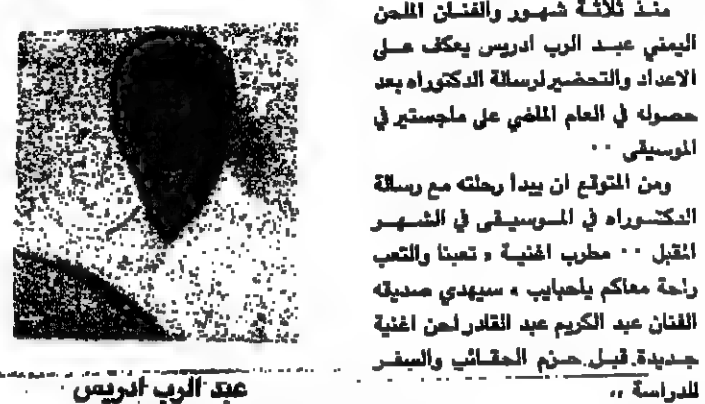 منذ ثلاثة شهور والفنان الملحن
اليمني عبد الرب ادريس يعكف على
الاعداد والتحضير لرسالة الدكتوراه بعد
حصوله في العام الماضي على ماجستير في
الموسيقى ..
ومن المتوقع ان يبدأ رحلته مع رسالة
الدكتوراه في الموسيقى في الشهر
المقبل .. مطرب اغنية « تعبنا والتعب
راحة معاكم ياحبايب » سيهدي صديقه
الفنان عبد الكريم عبد القادر لحن اغنية
جديدة قبل حزم الحقائب والسفر
للدراسة ،،
عبد الرب ادريس